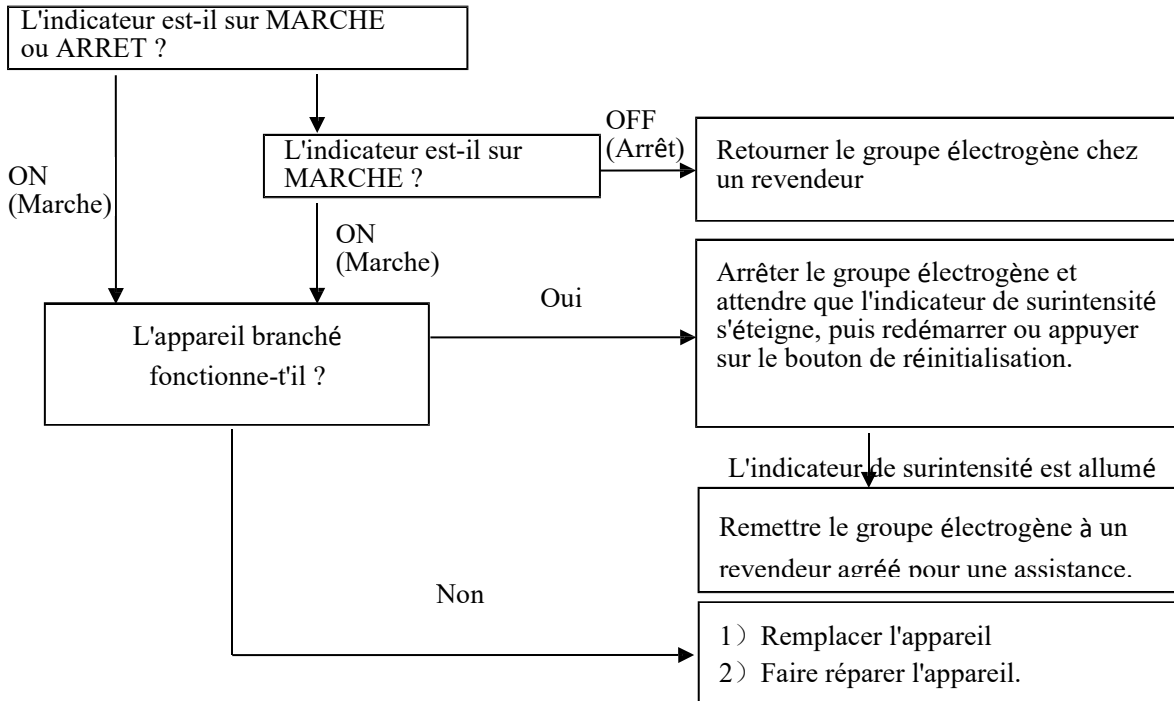 L'indicateur est-il sur MARCHE
ou ARRET ?
OFF
(Arrêt)
L'indicateur est-il sur
MARCHE ?
Retourner le groupe électrogène chez
un revendeur
ON
(Marche)
ON
(Marche)
Oui
Arrêter le groupe électrogène et
attendre que l'indicateur de surintensité
s'éteigne, puis redémarrer ou appuyer
sur le bouton de réinitialisation.
L'appareil branché
fonctionne-t'il ?
L'indicateur de surintensité est allumé
Remettre le groupe électrogène à un
revendeur agréé pour une assistance.
Non
1）Remplacer l'appareil
2）Faire réparer l'appareil.